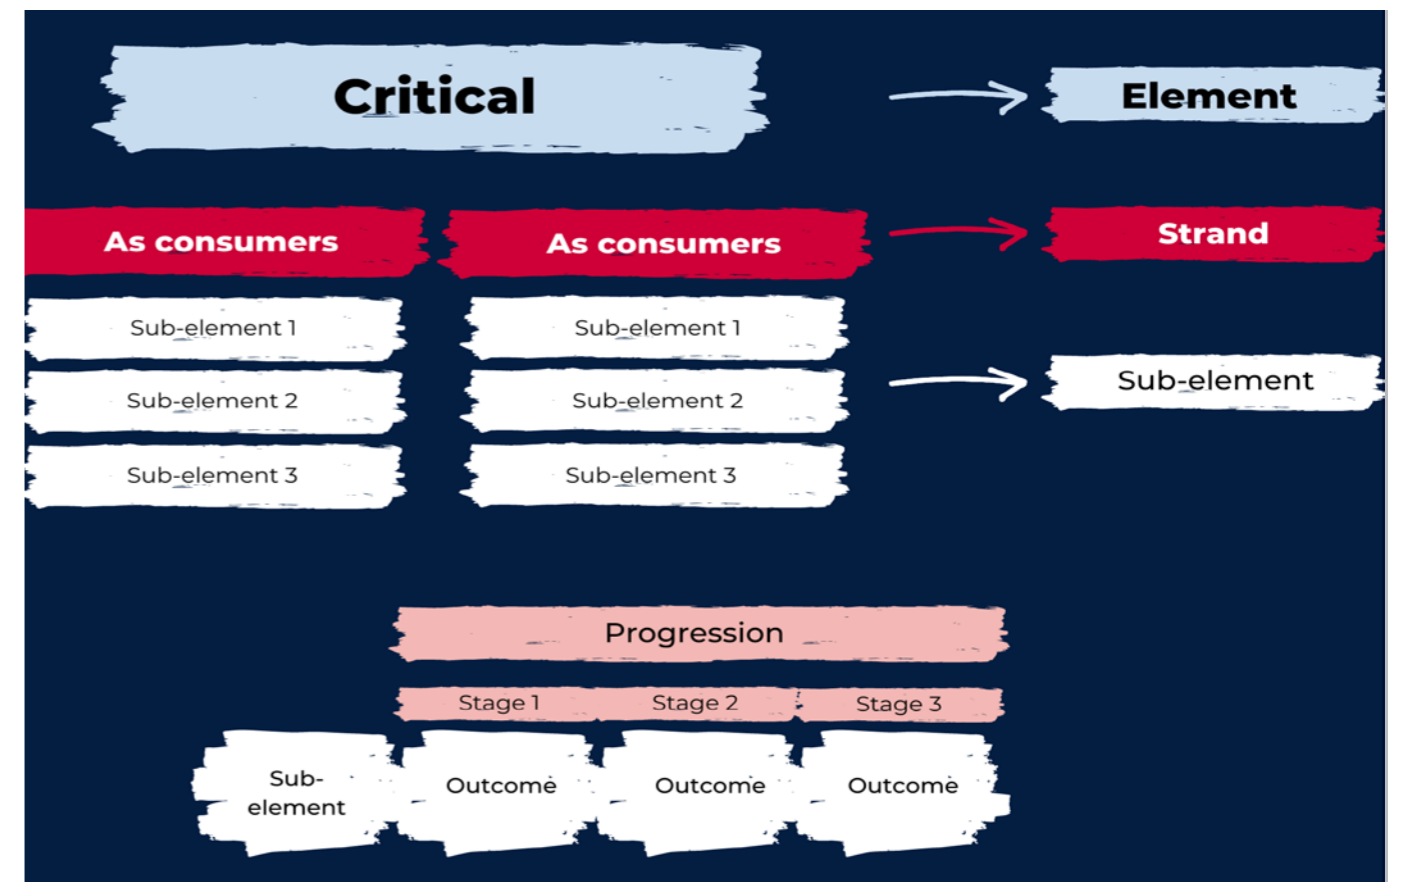 Critical
Element
As consumers
As consumers
Strand
Sub-element 1
Sub-element 1
Sub-element 2
Sub-element 2
Sub-element
Sub-element 3
Sub-element 3
Progression
Stage 1
Stage 2
Stage 3
Sub-
element
Outcome
Outcome
Outcome